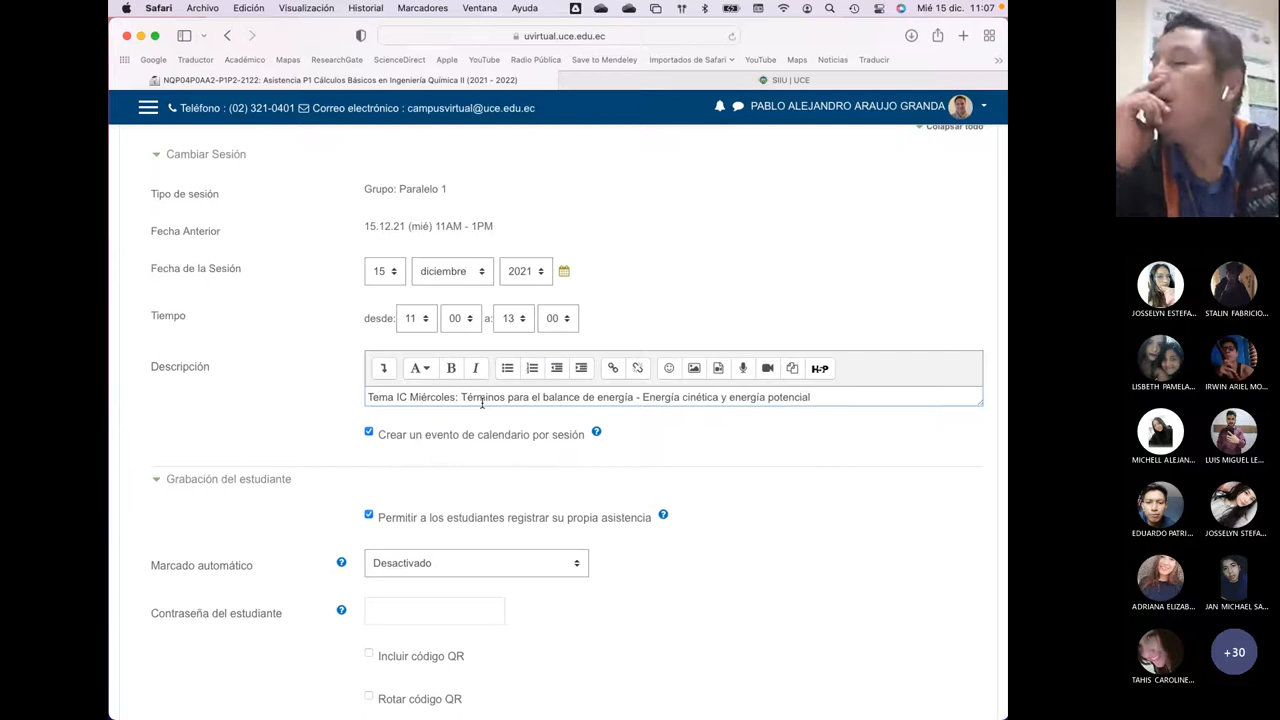 Safari Archivo Edición Visualización Historial Marcadores Ventana Ayuda Mié 15 dic. 11:07
uvirtual.uce.edu.ec
Google Traductor Académico Mapas ResearchGate ScienceDirect Apple YouTube Radio Pública Save to Mendeley Importados de Safari YouTube Maps Noticias Traducir
NQP04P0AA2-P1P2-2122: Asistencia P1 Cálculos Básicos en Ingeniería Química II (2021 - 2022) SIIU | UCE
Teléfono : (02) 321-0401 Correo electrónico : campusvirtual@uce.edu.ec PABLO ALEJANDRO ARAUJO GRANDA
Colapsar todo
Cambiar Sesión
Tipo de sesión Grupo: Paralelo 1
Fecha Anterior 15.12.21 (mié) 11AM - 1PM
Fecha de la Sesión 15 diciembre 2021
Tiempo desde: 11 00 a: 13 00
Descripción A B I H-P
Tema IC Miércoles: Términos para el balance de energía - Energía cinética y energía potencial
Crear un evento de calendario por sesión
Grabación del estudiante
Permitir a los estudiantes registrar su propia asistencia
Marcado automático Desactivado
Contraseña del estudiante
Incluir código QR
Rotar código QR
JOSSELYN ESTEFA... STALIN FABRICIO...
LISBETH PAMELA... IRWIN ARIEL MO...
MICHELL ALEJAN... LUIS MIGUEL LE...
EDUARDO PATRI... JOSSELYN STEFA...
ADRIANA ELIZAB... JAN MICHAEL SA...
TAHIS CAROLINE... +30